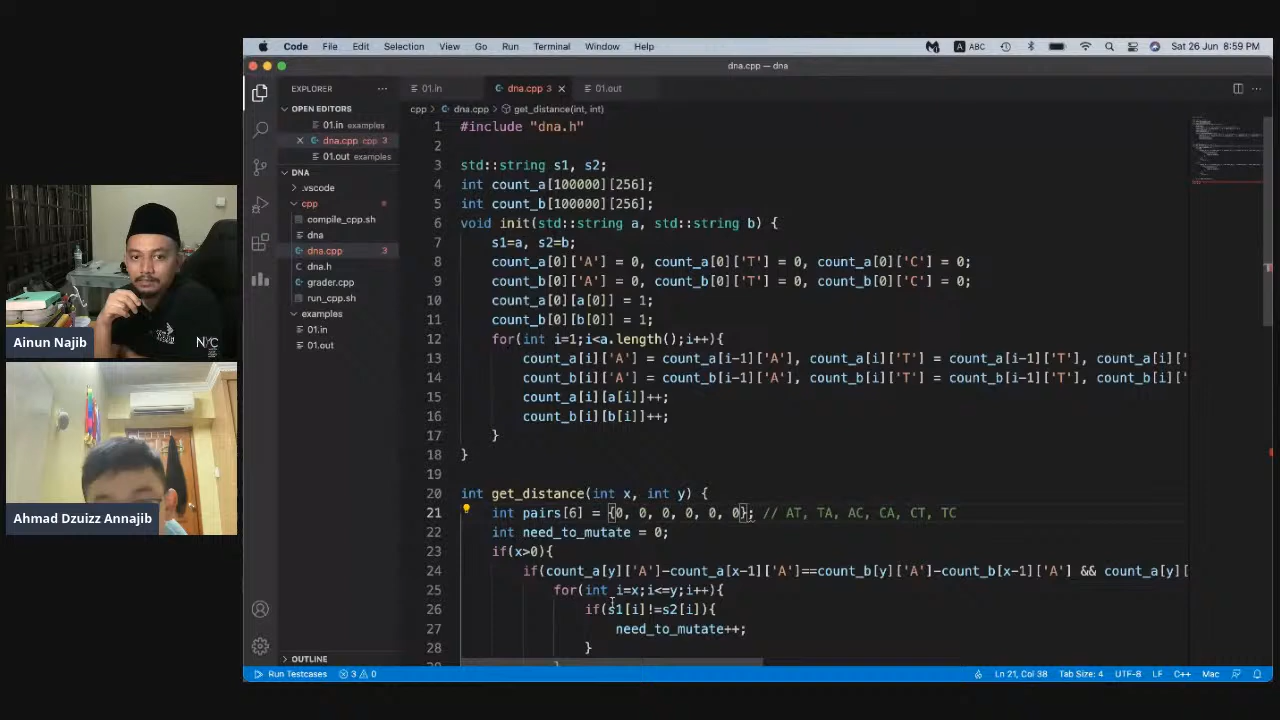 Code File Edit Selection View Go Run Terminal Window Help A ABC Sat 26 Jun 8:59 PM
dna.cpp — dna
EXPLORER
01.in
dna.cpp 3
01.out
OPEN EDITORS
cpp > dna.cpp > get_distance(int, int)
01.in examples
dna.cpp cpp 3
01.out examples
DNA
.vscode
cpp
compile_cpp.sh
dna
dna.cpp 3
dna.h
grader.cpp
run_cpp.sh
examples
01.in
01.out
OUTLINE
1 #include "dna.h"
2
3 std::string s1, s2;
4 int count_a[100000][256];
5 int count_b[100000][256];
6 void init(std::string a, std::string b) {
7 s1=a, s2=b;
8 count_a[0]['A'] = 0, count_a[0]['T'] = 0, count_a[0]['C'] = 0;
9 count_b[0]['A'] = 0, count_b[0]['T'] = 0, count_b[0]['C'] = 0;
10 count_a[0][a[0]] = 1;
11 count_b[0][b[0]] = 1;
12 for(int i=1;i<a.length();i++){
13 count_a[i]['A'] = count_a[i-1]['A'], count_a[i]['T'] = count_a[i-1]['T'], count_a[i]['
14 count_b[i]['A'] = count_b[i-1]['A'], count_b[i]['T'] = count_b[i-1]['T'], count_b[i]['
15 count_a[i][a[i]]++;
16 count_b[i][b[i]]++;
17 }
18 }
19
20 int get_distance(int x, int y) {
21 int pairs[6] = {0, 0, 0, 0, 0, 0}; // AT, TA, AC, CA, CT, TC
22 int need_to_mutate = 0;
23 if(x>0){
24 if(count_a[y]['A']-count_a[x-1]['A']==count_b[y]['A']-count_b[x-1]['A'] && count_a[y][
25 for(int i=x;i<=y;i++){
26 if(s1[i]!=s2[i]){
27 need_to_mutate++;
28 }
Run Testcases 3 0
Ln 21, Col 38 Tab Size: 4 UTF-8 LF C++ Mac
Ainun Najib
NYC
Ahmad Dzuizz Annajib